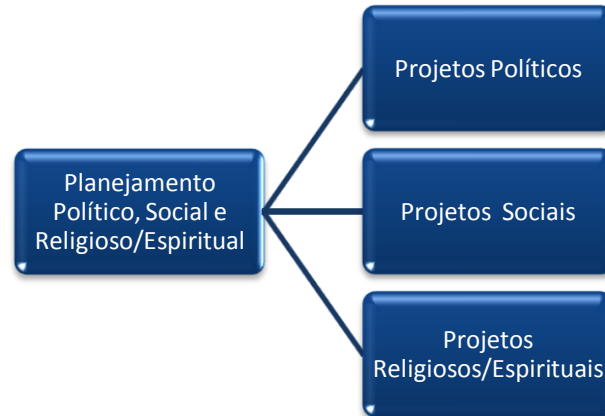 Projetos Políticos
Planejamento
Político, Social e
Religioso/Espiritual
Projetos Sociais
Projetos
Religiosos/Espirituais